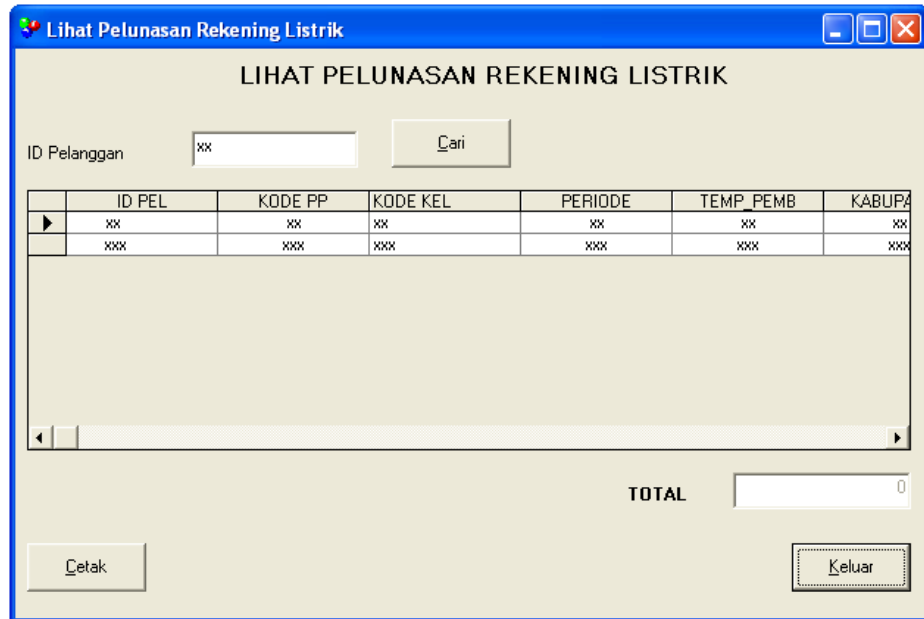 Lihat Pelunasan Rekening Listrik
LIHAT PELUNASAN REKENING LISTRIK
ID Pelanggan xx Cari
ID PEL KODE PP KODE KEL PERIODE TEMP_PEMB KABUPA
xx xx xx xx xx xx
xxx xxx xxx xxx xxx xxx
TOTAL 0
Cetak Keluar